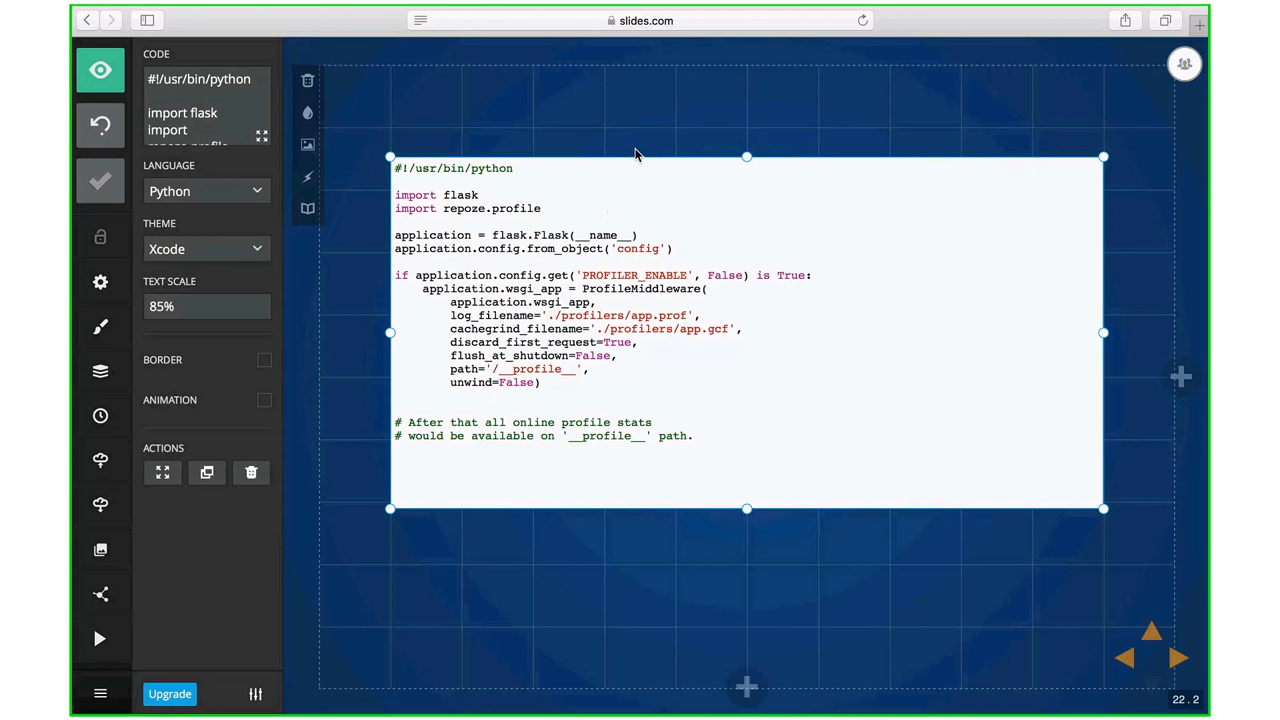 slides.com
CODE
#!/usr/bin/python
import flask
import
LANGUAGE
Python
THEME
Xcode
TEXT SCALE
85%
BORDER
ANIMATION
ACTIONS
Upgrade
#!/usr/bin/python
import flask
import repoze.profile
application = flask.Flask(__name__)
application.config.from_object('config')
if application.config.get('PROFILER_ENABLE', False) is True:
    application.wsgi_app = ProfileMiddleware(
        application.wsgi_app,
        log_filename='./profilers/app.prof',
        cachegrind_filename='./profilers/app.gcf',
        discard_first_request=True,
        flush_at_shutdown=False,
        path='/__profile__',
        unwind=False)
# After that all online profile stats
# would be available on '__profile__' path.
22.2